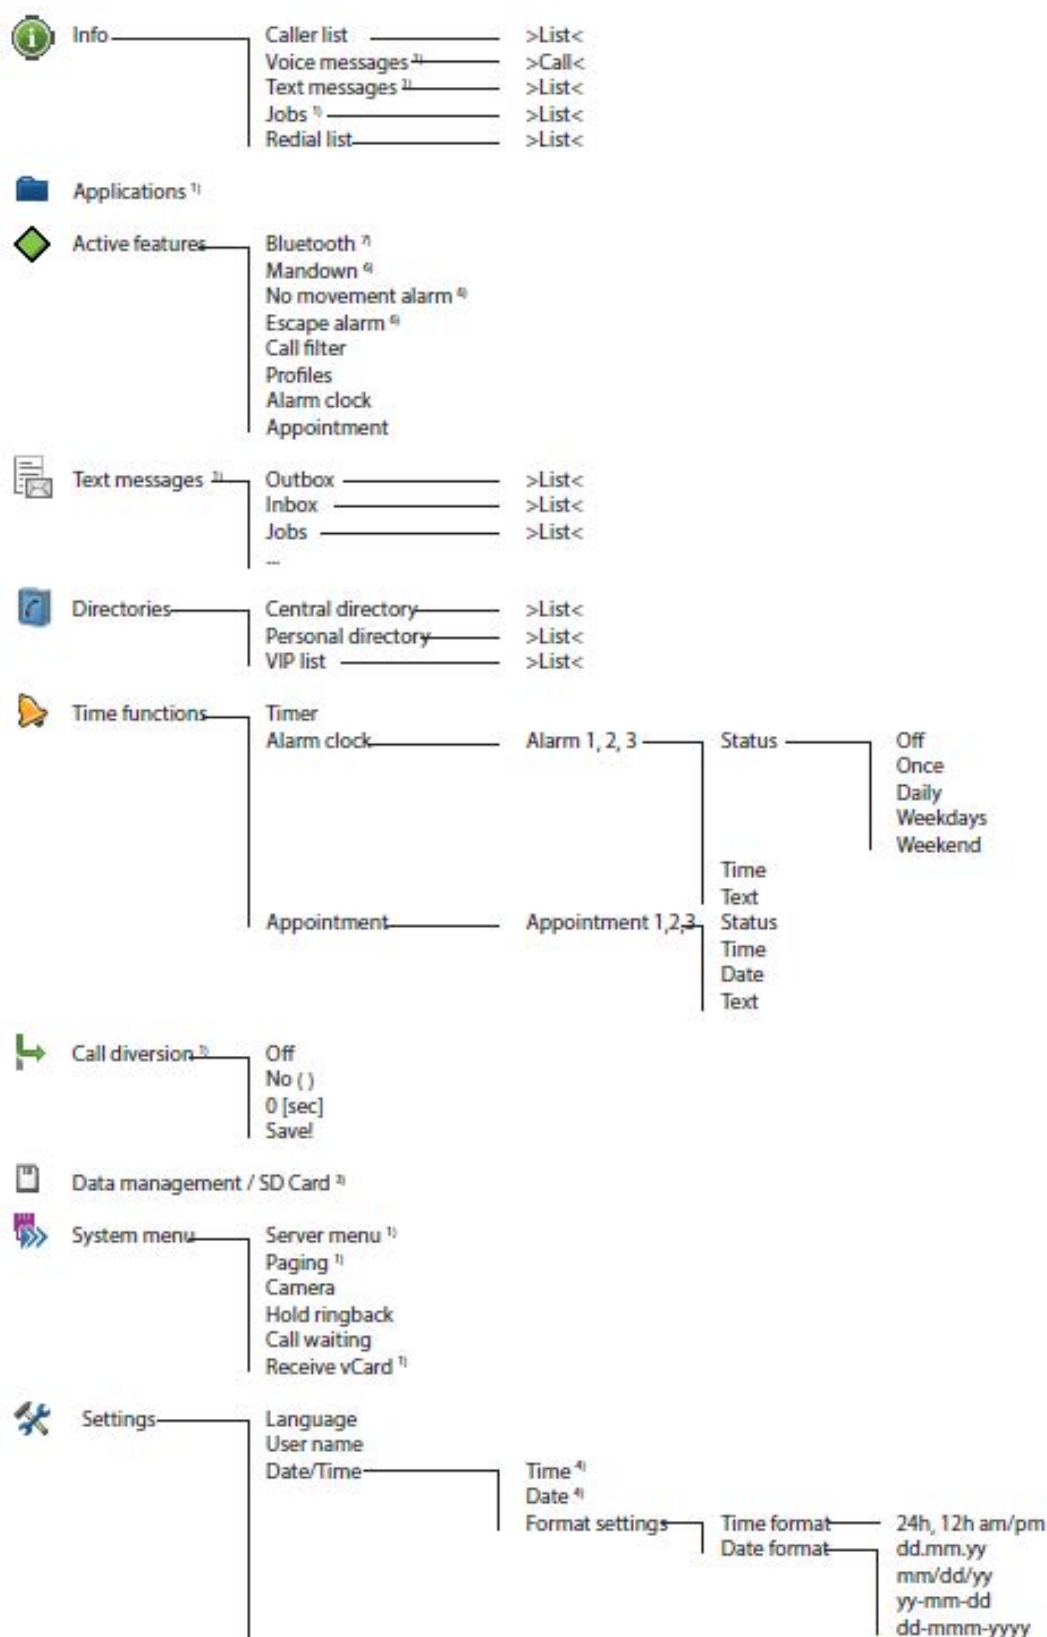 Info Caller list >List<
Voice messages 1) >Call<
Text messages 1) >List<
Jobs 1) >List<
Redial list >List<
Applications 1)
Active features Bluetooth 7)
Mandown 6)
No movement alarm 6)
Escape alarm 6)
Call filter
Profiles
Alarm clock
Appointment
Text messages 1) Outbox >List<
Inbox >List<
Jobs >List<
...
Directories Central directory >List<
Personal directory >List<
VIP list >List<
Time functions Timer
Alarm clock Alarm 1, 2, 3 Status Off
Once
Daily
Weekdays
Weekend
Time
Text
Appointment Appointment 1,2,3 Status
Time
Date
Text
Call diversion Off
No ( )
0 [sec]
Save!
Data management / SD Card 3)
System menu Server menu 1)
Paging 1)
Camera
Hold ringback
Call waiting
Receive vCard 1)
Settings Language
User name
Date/Time Time 4)
Date 4)
Format settings Time format 24h, 12h am/pm
Date format dd.mm.yy
mm/dd/yy
yy-mm-dd
dd-mmm-yyyy